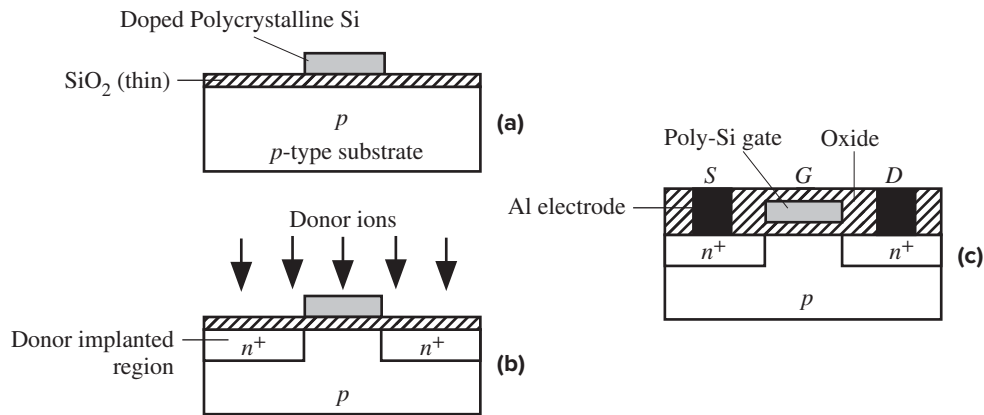 Doped Polycrystalline Si
SiO₂ (thin)
p
p-type substrate
(a)
Donor ions
Donor implanted
region
n⁺
n⁺
p
(b)
Poly-Si gate
Oxide
S
G
D
Al electrode
n⁺
n⁺
p
(c)